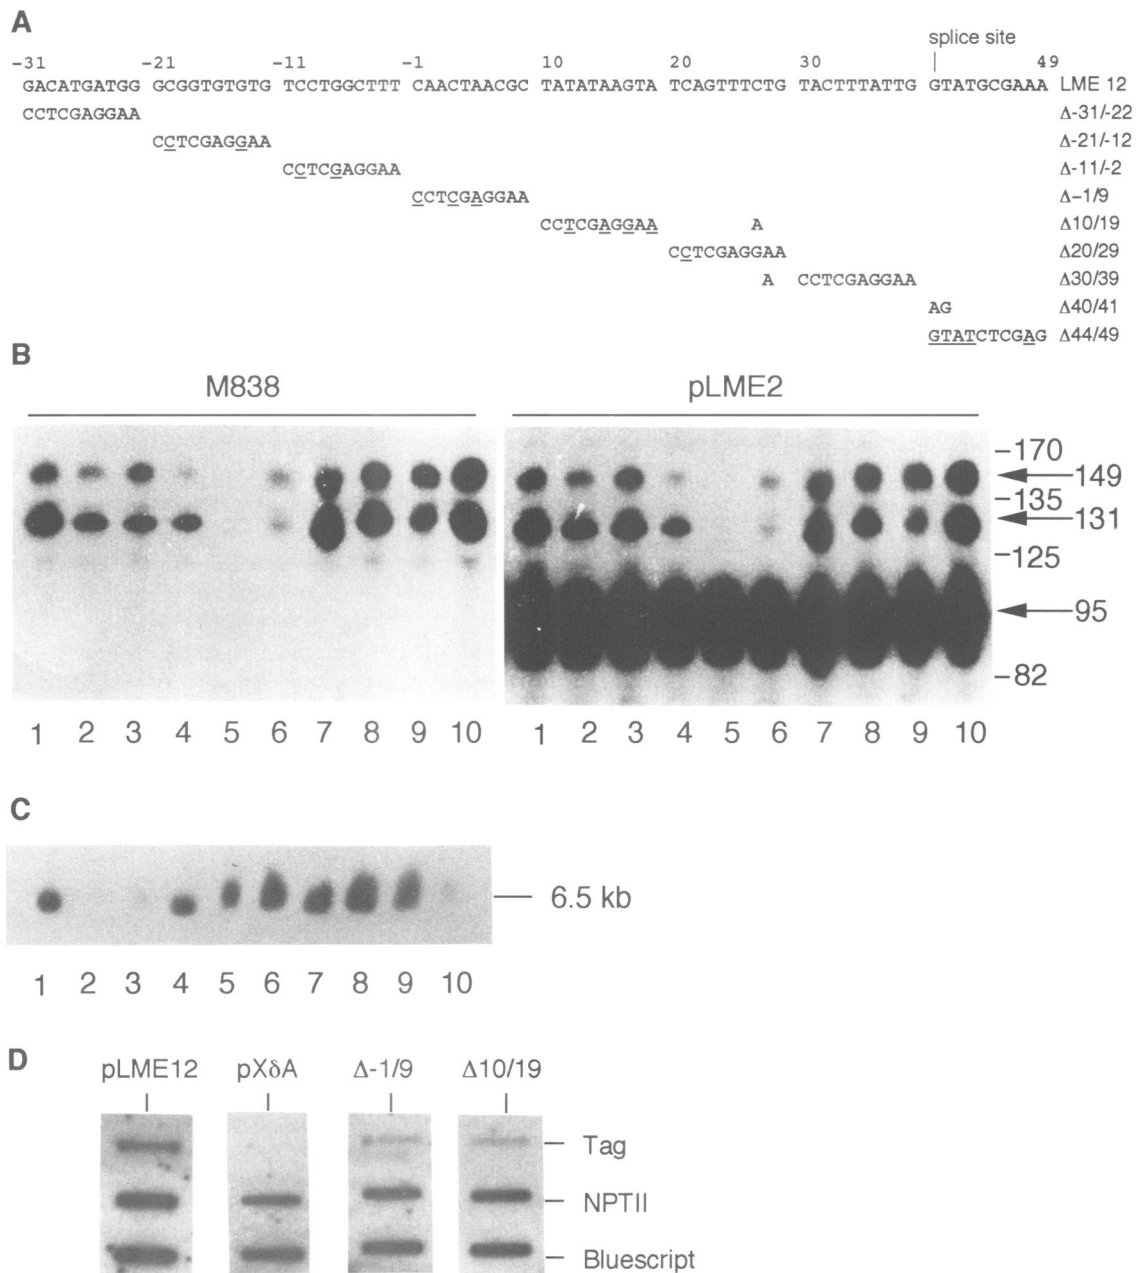 A
splice site
-31 -21 -11 -1 10 20 30 49
GACATGATGG GCGGTGTGTG TCCTGGCTTT CAACTAACGC TATATAAGTA TCAGTTTCTG TACTTTATTG GTATGCGAAA LME 12
CCTCGAGGAA Δ-31/-22
CCTCGAGGAA Δ-21/-12
CCTCGAGGAA Δ-11/-2
CCTCGAGGAA Δ-1/9
CCTCGAGGAA A Δ10/19
CCTCGAGGAA Δ20/29
A CCTCGAGGAA Δ30/39
AG Δ40/41
GTATCTCGAG Δ44/49
B
M838 pLME2
-170
149
-135
131
-125
95
-82
1 2 3 4 5 6 7 8 9 10 1 2 3 4 5 6 7 8 9 10
C
6.5 kb
1 2 3 4 5 6 7 8 9 10
D
pLME12 pXδA Δ-1/9 Δ10/19
Tag
NPTII
Bluescript